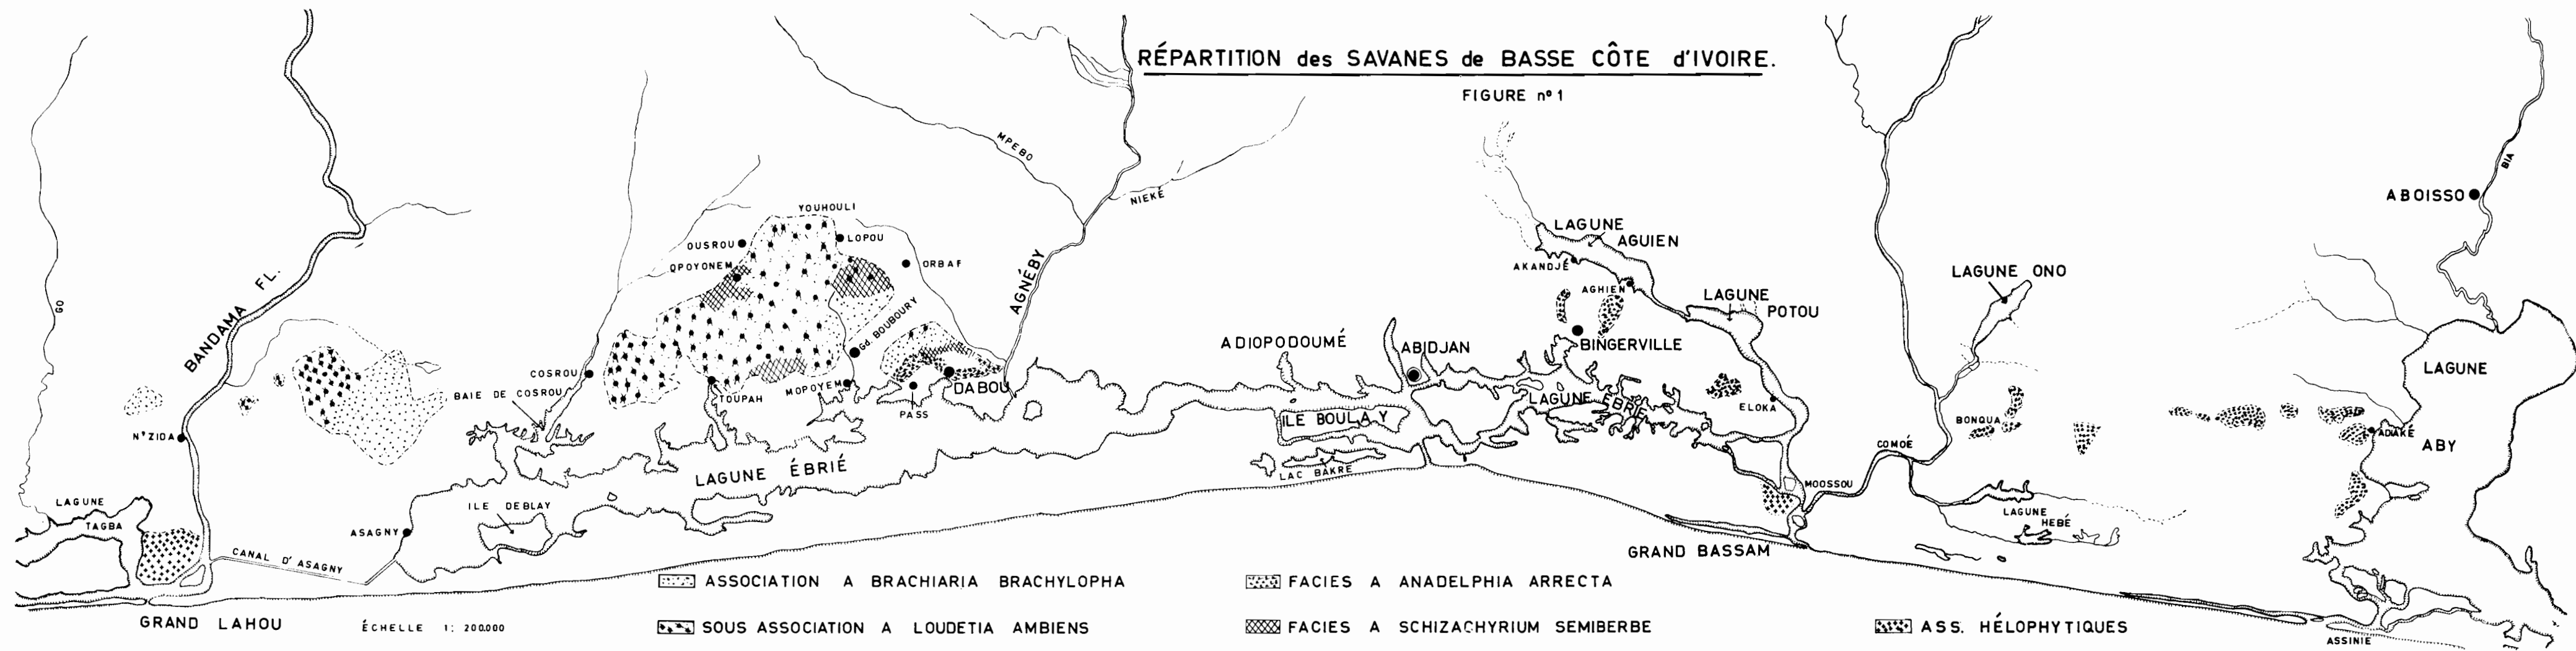 RÉPARTITION des SAVANES de BASSE CÔTE d'IVOIRE.
FIGURE nº 1
GO
BANDAMA FL.
N'ZIDA
LAGUNE
TAGBA
GRAND LAHOU
CANAL D'ASAGNY
ASAGNY
ILE DEBLAY
BAIE DE COSROU
COSROU
YOUHOULI
OUSROU
LOPOU
OPOYONEM
ORBAF
Gd. BOUBOURY
TOUPAH
MOPOYEM
PASS
DABOU
AGNÉBY
MPEBO
NIEKÉ
LAGUNE ÉBRIÉ
ADIOPODOUMÉ
ABIDJAN
ILE BOULAY
LAC BAKRE
LAGUNE
AGUIEN
AKANDJÉ
AGHIEN
BINGERVILLE
LAGUNE
POTOU
LAGUNE ÉBRIÉ
ELOKA
MOOSSOU
GRAND BASSAM
COMOÉ
LAGUNE ONO
BONQUA
LAGUNE
HEBÉ
ABOISSO
BIA
LAGUNE
ABY
ADIAKÉ
ASSINIE
ÉCHELLE 1: 200.000
ASSOCIATION A BRACHIARIA BRACHYLOPHA
SOUS ASSOCIATION A LOUDETIA AMBIENS
FACIES A ANADELPHIA ARRECTA
FACIES A SCHIZACHYRIUM SEMIBERBE
ASS. HÉLOPHYTIQUES